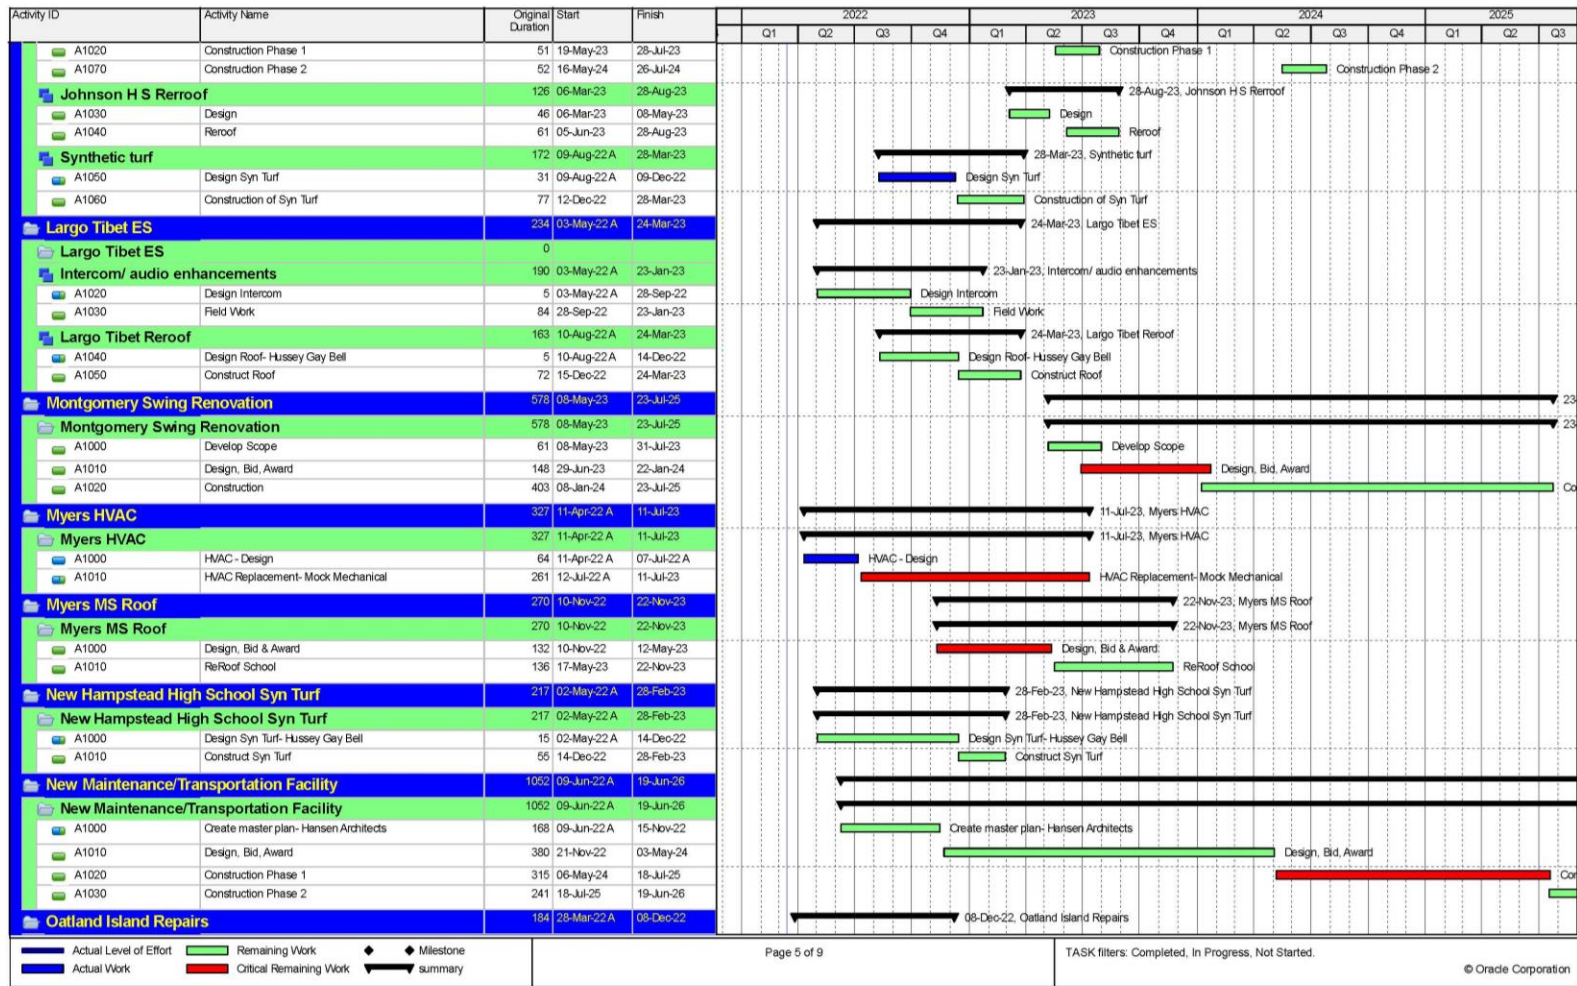 Activity ID Activity Name Original Duration Start Finish 2022 2023 2024 2025
Q1 Q2 Q3 Q4 Q1 Q2 Q3 Q4 Q1 Q2 Q3 Q4 Q1 Q2 Q3
A1020 Construction Phase 1 51 19-May-23 28-Jul-23 Construction Phase 1
A1070 Construction Phase 2 52 16-May-24 26-Jul-24 Construction Phase 2
Johnson H S Rerroof 126 06-Mar-23 28-Aug-23 28-Aug-23, Johnson H S Rerroof
A1030 Design 46 06-Mar-23 08-May-23 Design
A1040 Reroof 61 05-Jun-23 28-Aug-23 Reroof
Synthetic turf 172 09-Aug-22 A 28-Mar-23 28-Mar-23, Synthetic turf
A1050 Design Syn Turf 31 09-Aug-22 A 09-Dec-22 Design Syn Turf
A1060 Construction of Syn Turf 77 12-Dec-22 28-Mar-23 Construction of Syn Turf
Largo Tibet ES 234 03-May-22 A 24-Mar-23 24-Mar-23, Largo Tibet ES
Largo Tibet ES 0
Intercom/ audio enhancements 190 03-May-22 A 23-Jan-23 23-Jan-23, Intercom/ audio enhancements
A1020 Design Intercom 5 03-May-22 A 28-Sep-22 Design Intercom
A1030 Field Work 84 28-Sep-22 23-Jan-23 Field Work
Largo Tibet Reroof 163 10-Aug-22 A 24-Mar-23 24-Mar-23, Largo Tibet Reroof
A1040 Design Roof- Hussey Gay Bell 5 10-Aug-22 A 14-Dec-22 Design Roof- Hussey Gay Bell
A1050 Construct Roof 72 15-Dec-22 24-Mar-23 Construct Roof
Montgomery Swing Renovation 578 08-May-23 23-Jul-25 23-
Montgomery Swing Renovation 578 08-May-23 23-Jul-25 23-
A1000 Develop Scope 61 08-May-23 31-Jul-23 Develop Scope
A1010 Design, Bid, Award 148 29-Jun-23 22-Jan-24 Design, Bid, Award
A1020 Construction 403 08-Jan-24 23-Jul-25 Co
Myers HVAC 327 11-Apr-22 A 11-Jul-23 11-Jul-23, Myers HVAC
Myers HVAC 327 11-Apr-22 A 11-Jul-23 11-Jul-23, Myers HVAC
A1000 HVAC - Design 64 11-Apr-22 A 07-Jul-22 A HVAC - Design
A1010 HVAC Replacement- Mock Mechanical 261 12-Jul-22 A 11-Jul-23 HVAC Replacement- Mock Mechanical
Myers MS Roof 270 10-Nov-22 22-Nov-23 22-Nov-23, Myers MS Roof
Myers MS Roof 270 10-Nov-22 22-Nov-23 22-Nov-23, Myers MS Roof
A1000 Design, Bid & Award 132 10-Nov-22 12-May-23 Design, Bid & Award
A1010 ReRoof School 136 17-May-23 22-Nov-23 ReRoof School
New Hampstead High School Syn Turf 217 02-May-22 A 28-Feb-23 28-Feb-23, New Hampstead High School Syn Turf
New Hampstead High School Syn Turf 217 02-May-22 A 28-Feb-23 28-Feb-23, New Hampstead High School Syn Turf
A1000 Design Syn Turf- Hussey Gay Bell 15 02-May-22 A 14-Dec-22 Design Syn Turf- Hussey Gay Bell
A1010 Construct Syn Turf 55 14-Dec-22 28-Feb-23 Construct Syn Turf
New Maintenance/Transportation Facility 1052 09-Jun-22 A 19-Jun-26
New Maintenance/Transportation Facility 1052 09-Jun-22 A 19-Jun-26
A1000 Create master plan- Hansen Architects 168 09-Jun-22 A 15-Nov-22 Create master plan- Hansen Architects
A1010 Design, Bid, Award 380 21-Nov-22 03-May-24 Design, Bid, Award
A1020 Construction Phase 1 315 06-May-24 18-Jul-25 Con
A1030 Construction Phase 2 241 18-Jul-25 19-Jun-26
Oatland Island Repairs 184 28-Mar-22 A 08-Dec-22 08-Dec-22, Oatland Island Repairs
Actual Level of Effort Remaining Work Milestone Page 5 of 9 TASK filters: Completed, In Progress, Not Started.
Actual Work Critical Remaining Work summary
© Oracle Corporation